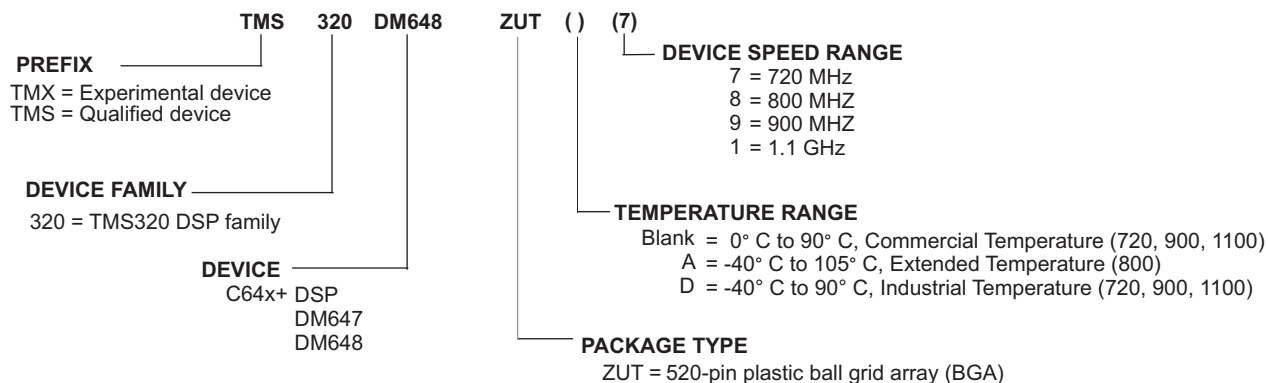 TMS 320 DM648 ZUT ( ) (7)
PREFIX
TMX = Experimental device
TMS = Qualified device
DEVICE SPEED RANGE
7 = 720 MHz
8 = 800 MHZ
9 = 900 MHZ
1 = 1.1 GHz
DEVICE FAMILY
320 = TMS320 DSP family
TEMPERATURE RANGE
Blank = 0° C to 90° C, Commercial Temperature (720, 900, 1100)
A = -40° C to 105° C, Extended Temperature (800)
D = -40° C to 90° C, Industrial Temperature (720, 900, 1100)
DEVICE
C64x+ DSP
DM647
DM648
PACKAGE TYPE
ZUT = 520-pin plastic ball grid array (BGA)